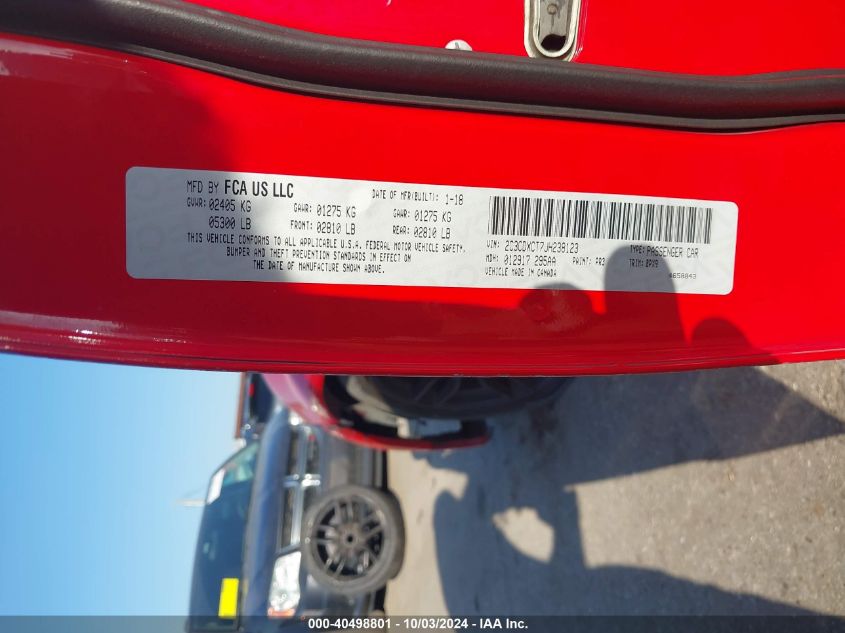 MFD BY FCA US LLC
DATE OF MFR(BUILT): 1-18
GVWR: 02405 KG GAWR: 01275 KG GAWR: 01275 KG
05300 LB FRONT: 02810 LB REAR: 02810 LB
THIS VEHICLE CONFORMS TO ALL APPLICABLE U.S.A. FEDERAL MOTOR VEHICLE SAFETY,
BUMPER AND THEFT PREVENTION STANDARDS IN EFFECT ON
THE DATE OF MANUFACTURE SHOWN ABOVE.
VIN: 2C3CDXCT7JH238123 TYPE: PASSENGER CAR
MDH: 012917 295AA PAINT: PR3 TRIM: DPX9
VEHICLE MADE IN CANADA 4658843
000-40498801 - 10/03/2024 - IAA Inc.